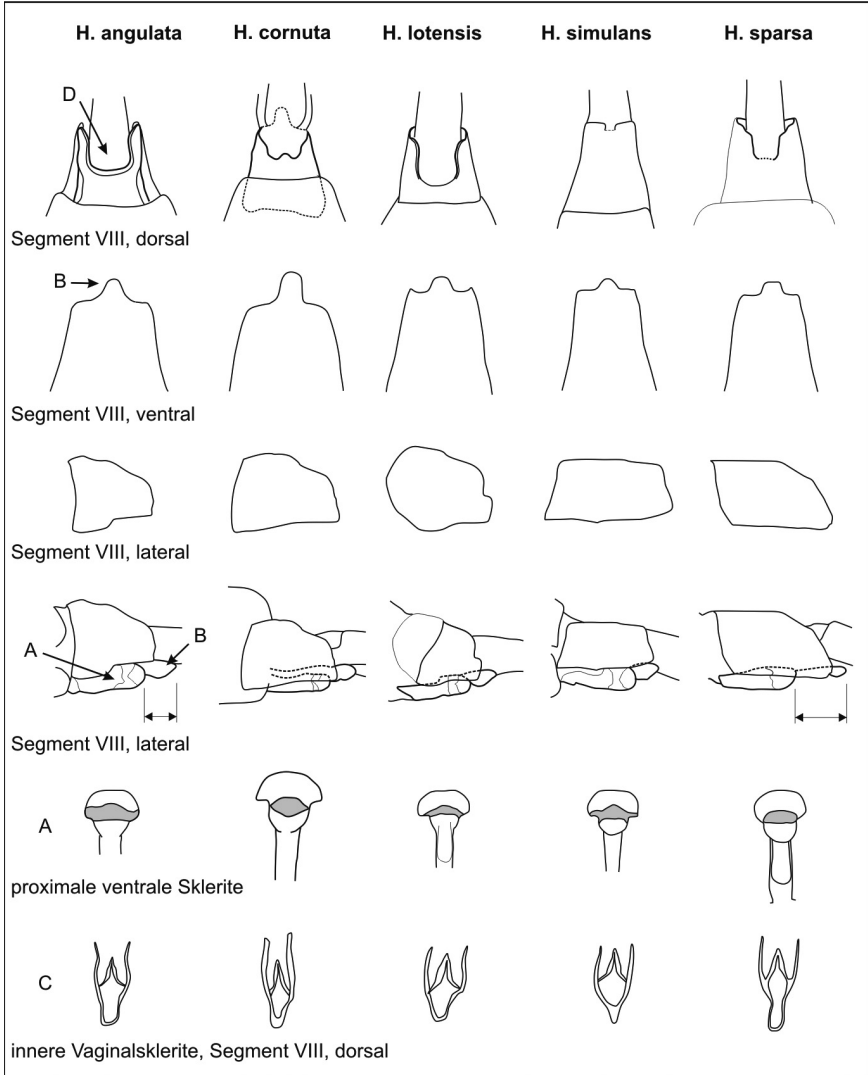 H. angulata H. cornuta H. lotensis H. simulans H. sparsa
D
Segment VIII, dorsal
B
Segment VIII, ventral
Segment VIII, lateral
A B
Segment VIII, lateral
A
proximale ventrale Sklerite
C
innere Vaginalsklerite, Segment VIII, dorsal